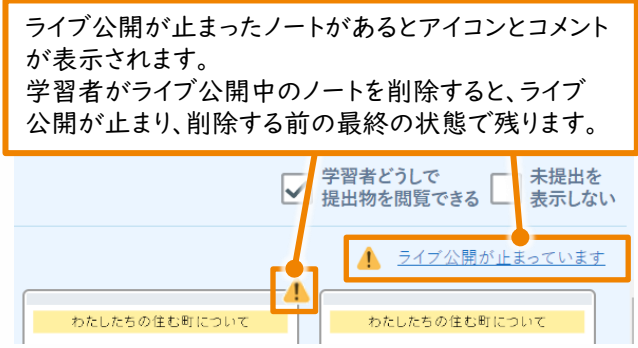 ライブ公開が止まったノートがあるとアイコンとコメント
が表示されます。
学習者がライブ公開中のノートを削除すると、ライブ
公開が止まり、削除する前の最終の状態で残ります。
学習者どうしで
提出物を閲覧できる
未提出を
表示しない
ライブ公開が止まっています
わたしたちの住む町について
わたしたちの住む町について